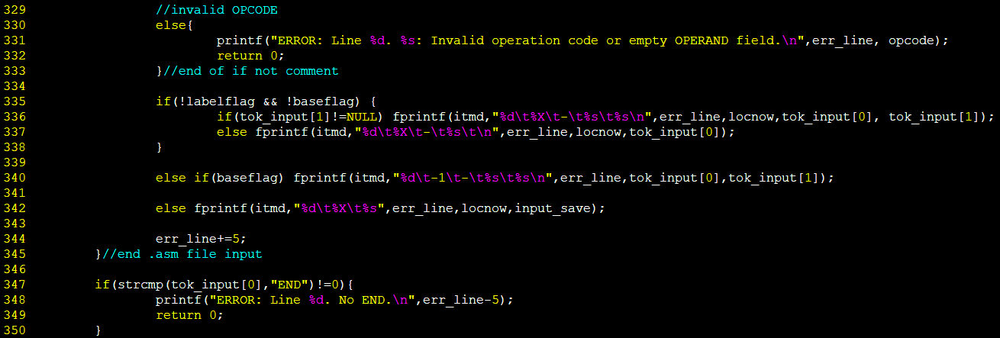 329                 //invalid OPCODE
330                 else{
331                         printf("ERROR: Line %d. %s: Invalid operation code or empty OPERAND field.\n",err_line, opcode);
332                         return 0;
333                 }//end of if not comment
334
335                 if(!labelflag && !baseflag) {
336                         if(tok_input[1]!=NULL) fprintf(itmd,"%d\t%X\t-\t%s\t%s\n",err_line,locnow,tok_input[0], tok_input[1]);
337                         else fprintf(itmd,"%d\t%X\t-\t%s\t\n",err_line,locnow,tok_input[0]);
338                 }
339
340                 else if(baseflag) fprintf(itmd,"%d\t-1\t-\t%s\t%s\n",err_line,tok_input[0],tok_input[1]);
341
342                 else fprintf(itmd,"%d\t%X\t%s",err_line,locnow,input_save);
343
344                 err_line+=5;
345         }//end .asm file input
346
347         if(strcmp(tok_input[0],"END")!=0){
348                 printf("ERROR: Line %d. No END.\n",err_line-5);
349                 return 0;
350         }